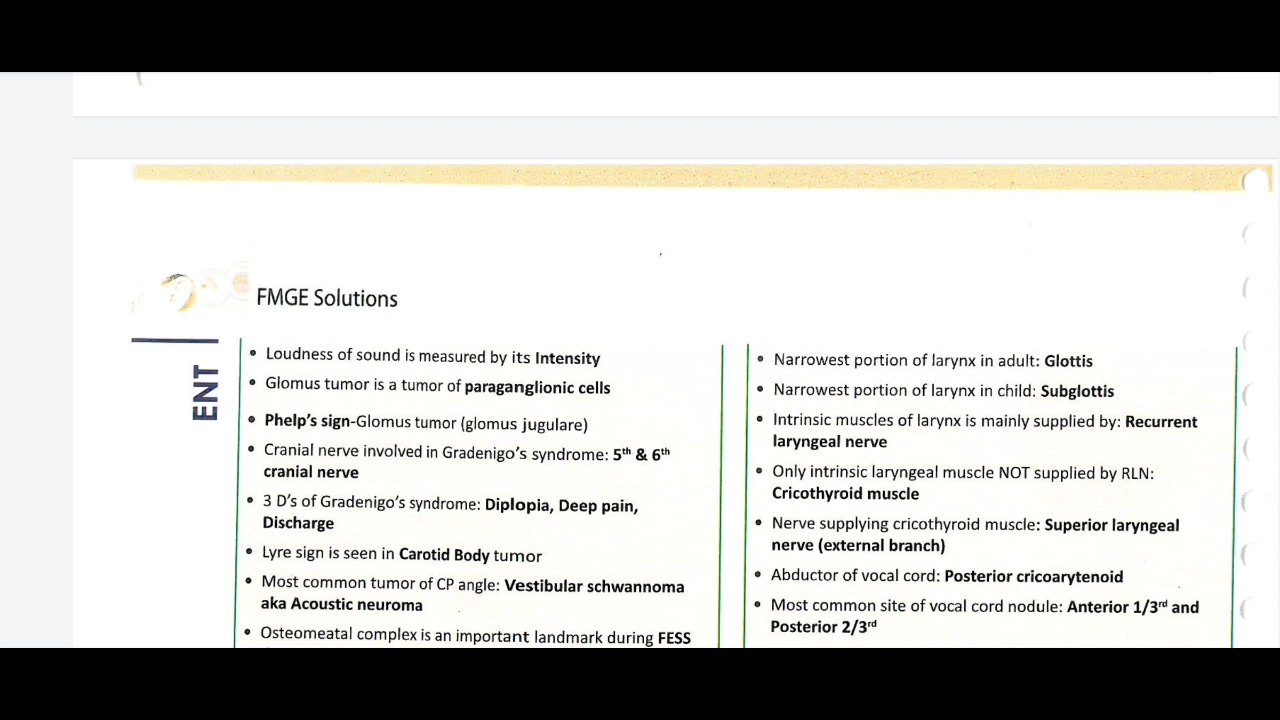 FMGE Solutions
ENT
• Loudness of sound is measured by its Intensity
• Glomus tumor is a tumor of paraganglionic cells
• Phelp's sign-Glomus tumor (glomus jugulare)
• Cranial nerve involved in Gradenigo's syndrome: 5th & 6th
cranial nerve
• 3 D's of Gradenigo's syndrome: Diplopia, Deep pain,
Discharge
• Lyre sign is seen in Carotid Body tumor
• Most common tumor of CP angle: Vestibular schwannoma
aka Acoustic neuroma
• Osteomeatal complex is an important landmark during FESS
• Narrowest portion of larynx in adult: Glottis
• Narrowest portion of larynx in child: Subglottis
• Intrinsic muscles of larynx is mainly supplied by: Recurrent
laryngeal nerve
• Only intrinsic laryngeal muscle NOT supplied by RLN:
Cricothyroid muscle
• Nerve supplying cricothyroid muscle: Superior laryngeal
nerve (external branch)
• Abductor of vocal cord: Posterior cricoarytenoid
• Most common site of vocal cord nodule: Anterior 1/3rd and
Posterior 2/3rd